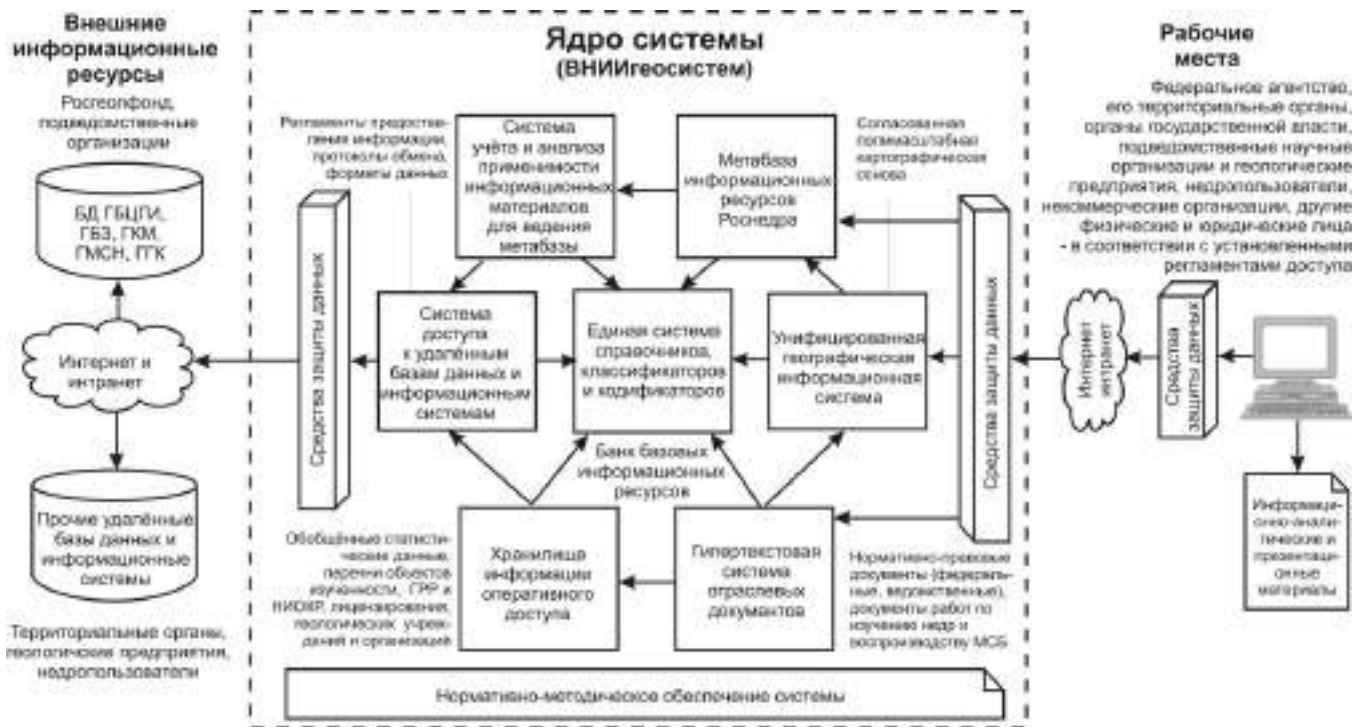 Внешние
информационные
ресурсы
Росгеолфонд,
подведомственные
организации
БД ГБЦГИ,
ГБЗ, ГКМ,
ГМСН, ГГК
Интернет и
интранет
Прочие удалённые
базы данных и
информационные
системы
Территориальные органы,
геологические предприятия,
недропользователи
Ядро системы
(ВНИИгеосистем)
Регламенты предостав-
ления информации,
протоколы обмена,
форматы данных
Система
учёта и анализа
применимости
информационных
материалов
для ведения
метабазы
Метабаза
информационных
ресурсов
Роснедра
Согласованная
полимасштабная
картографическая
основа
Средства защиты данных
Система
доступа
к удалённым
базам данных и
информационным
системам
Единая система
справочников,
классификаторов
и кодификаторов
Унифицированная
географическая
информационная
система
Средства защиты данных
Банк базовых
информационных
ресурсов
Обобщённые статисти-
ческие данные,
перечни объектов
изученности, ГРР и
НИОКР, лицензирования,
геологических учреж-
дений и организаций
Хранилище
информации
оперативного
доступа
Гипертекстовая
система
отраслевых
документов
Нормативно-правовые
документы (федераль-
ные, ведомственные),
документы работ по
изучению недр и
воспроизводству МСБ
Нормативно-методическое обеспечение системы
Рабочие
места
Федеральное агентство,
его территориальные органы,
органы государственной власти,
подведомственные научные
организации и геологические
предприятия, недропользователи,
некоммерческие организации, другие
физические и юридические лица
- в соответствии с установленными
регламентами доступа
Интернет
интранет
Средства
защиты данных
Информаци-
онно-анали-
тические и
презентаци-
онные
материалы